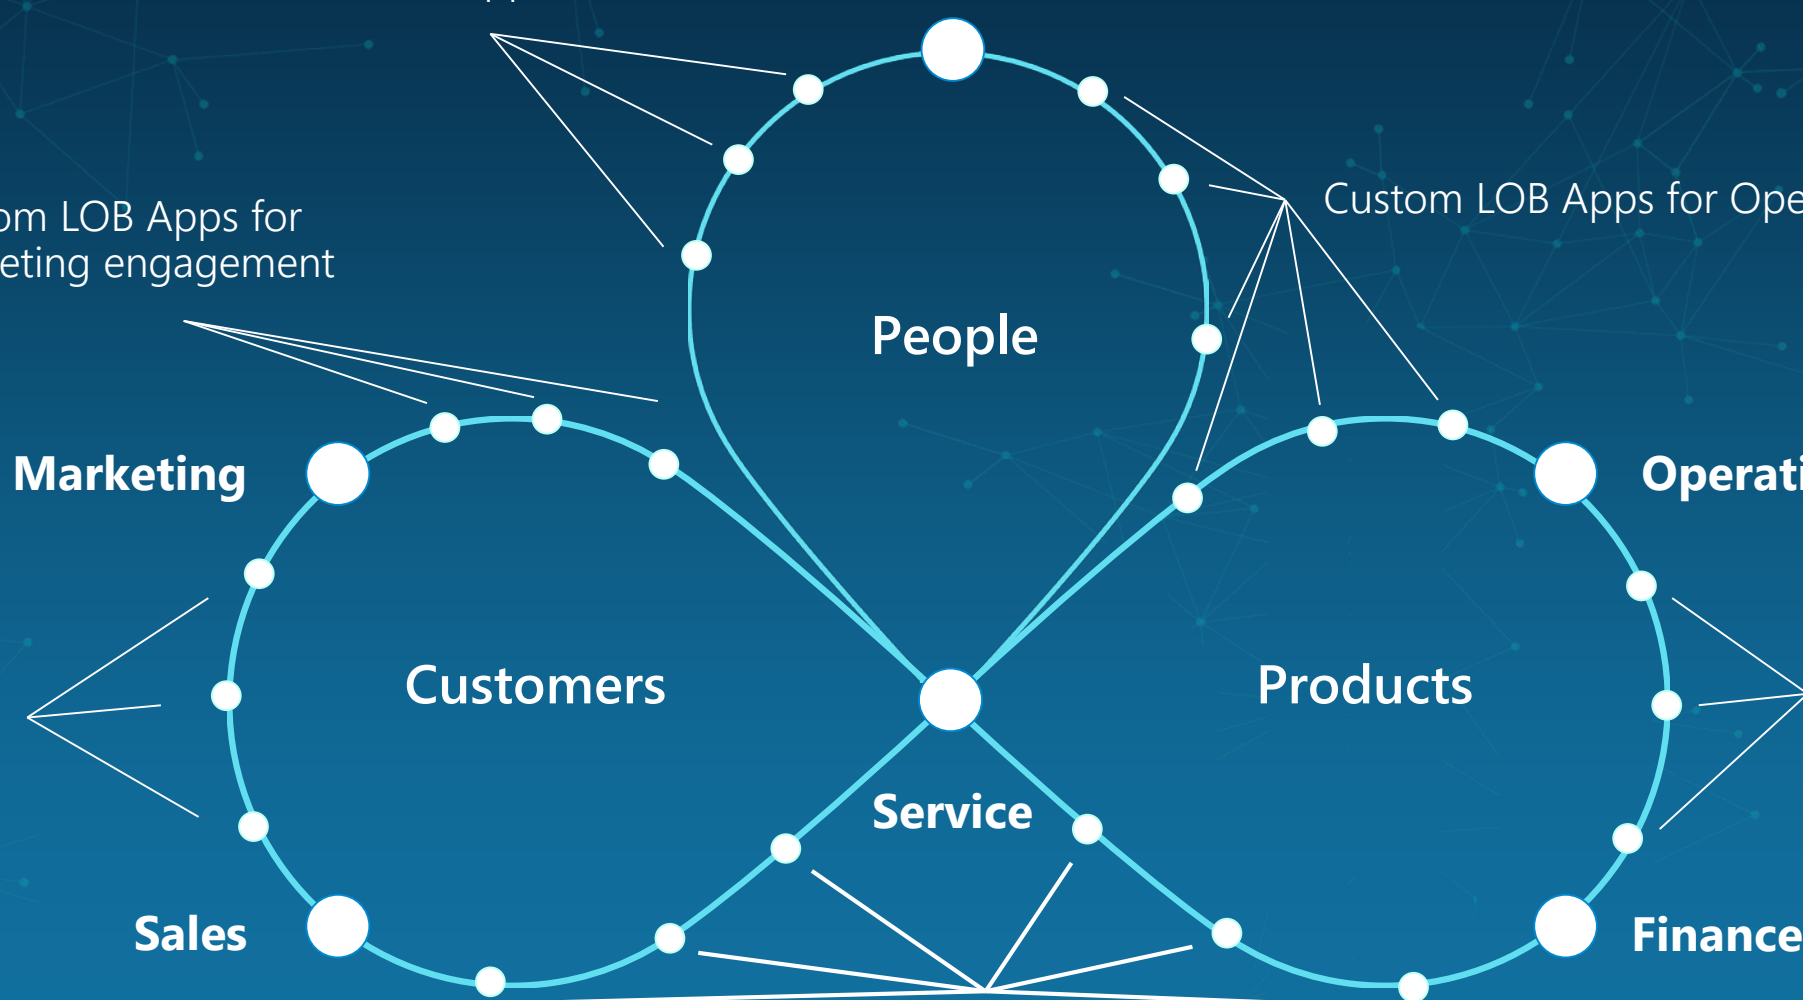 om LOB Apps for
eting engagement
Custom LOB Apps for Ope
People
Marketing
Operati
Customers
Products
Service
Sales
Finance